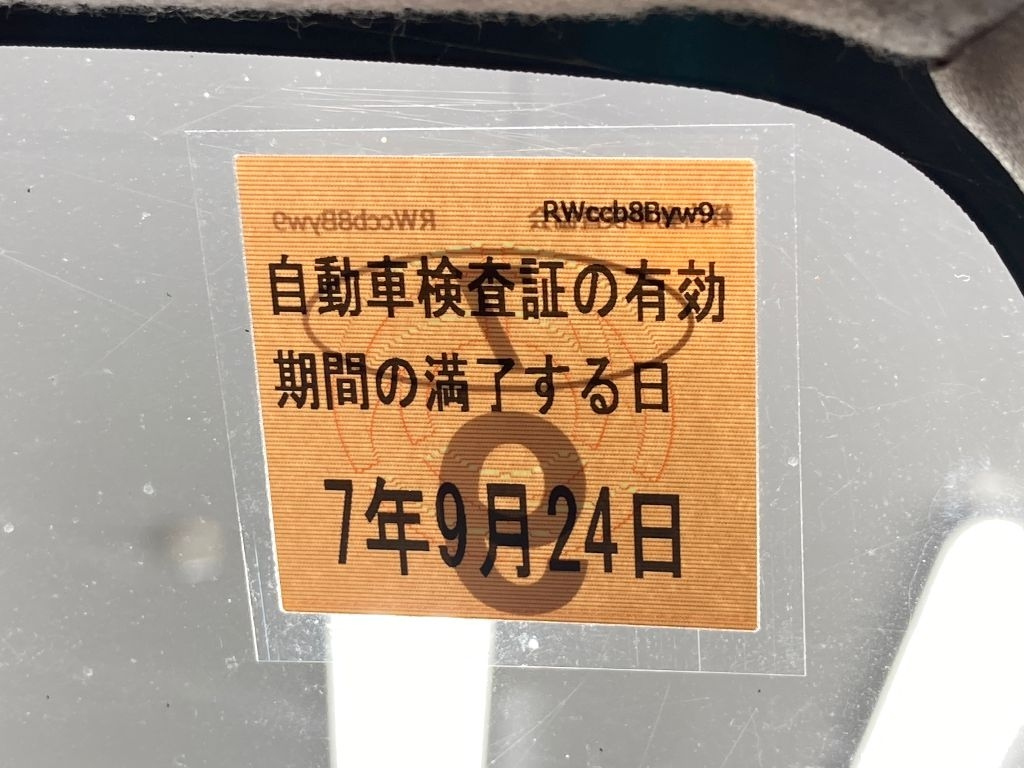 RWccb8Byw9
自動車検査証の有効
期間の満了する日
7年9月24日